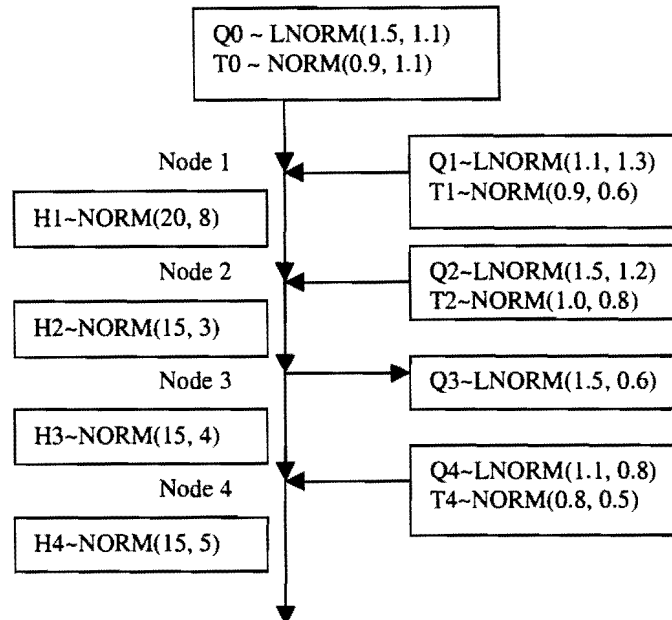 Q0 ~ LNORM(1.5, 1.1)
T0 ~ NORM(0.9, 1.1)
Node 1
Q1~LNORM(1.1, 1.3)
T1~NORM(0.9, 0.6)
H1~NORM(20, 8)
Node 2
Q2~LNORM(1.5, 1.2)
T2~NORM(1.0, 0.8)
H2~NORM(15, 3)
Node 3
Q3~LNORM(1.5, 0.6)
H3~NORM(15, 4)
Node 4
Q4~LNORM(1.1, 0.8)
T4~NORM(0.8, 0.5)
H4~NORM(15, 5)